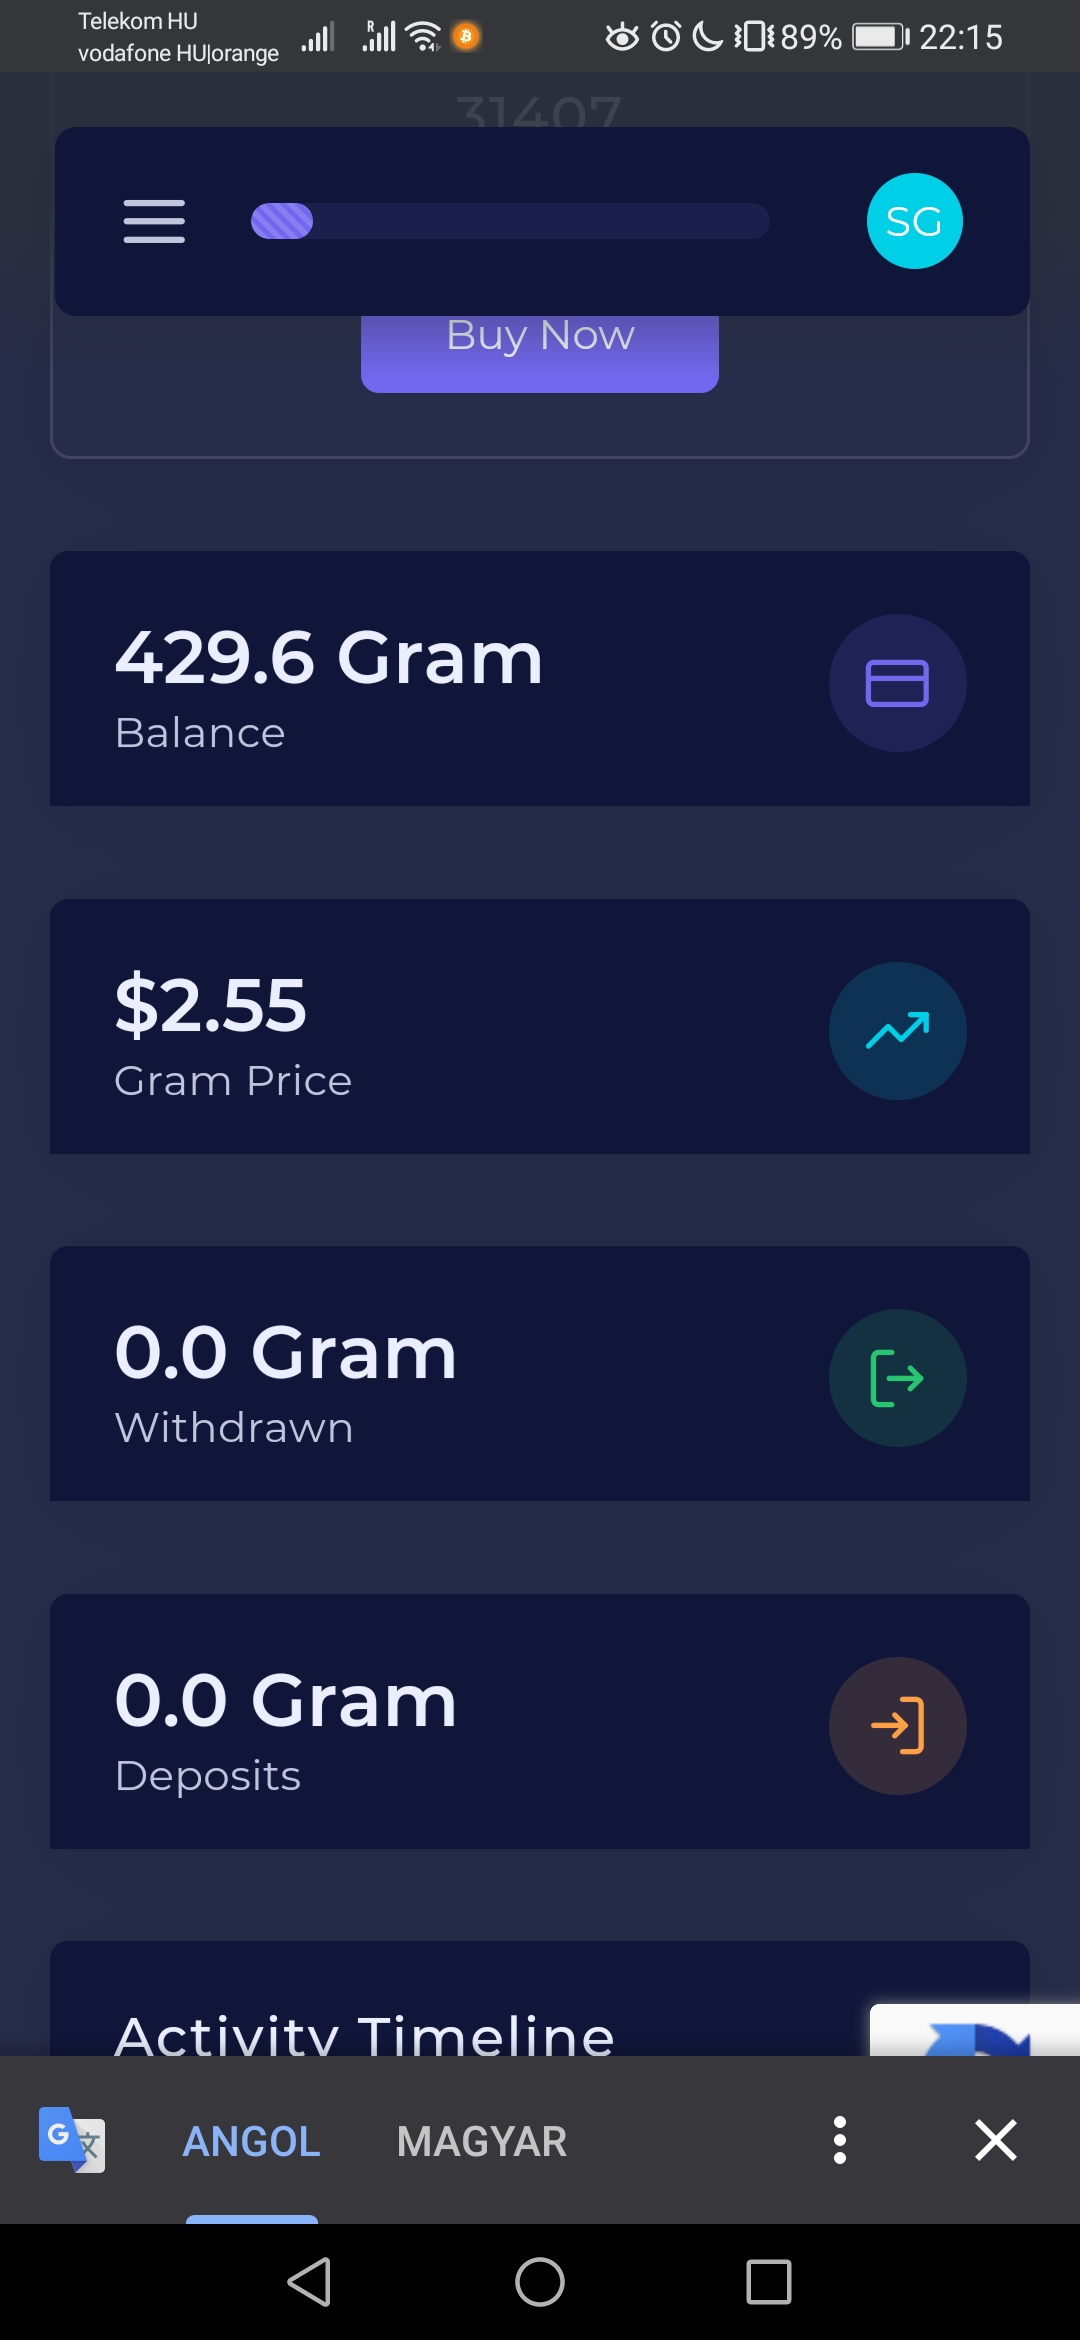 Telekom HU
vodafone HU|orange
R
89%
22:15
31407
SG
Buy Now
429.6 Gram
Balance
$2.55
Gram Price
0.0 Gram
Withdrawn
0.0 Gram
Deposits
Activity Timeline
G 文
ANGOL
MAGYAR